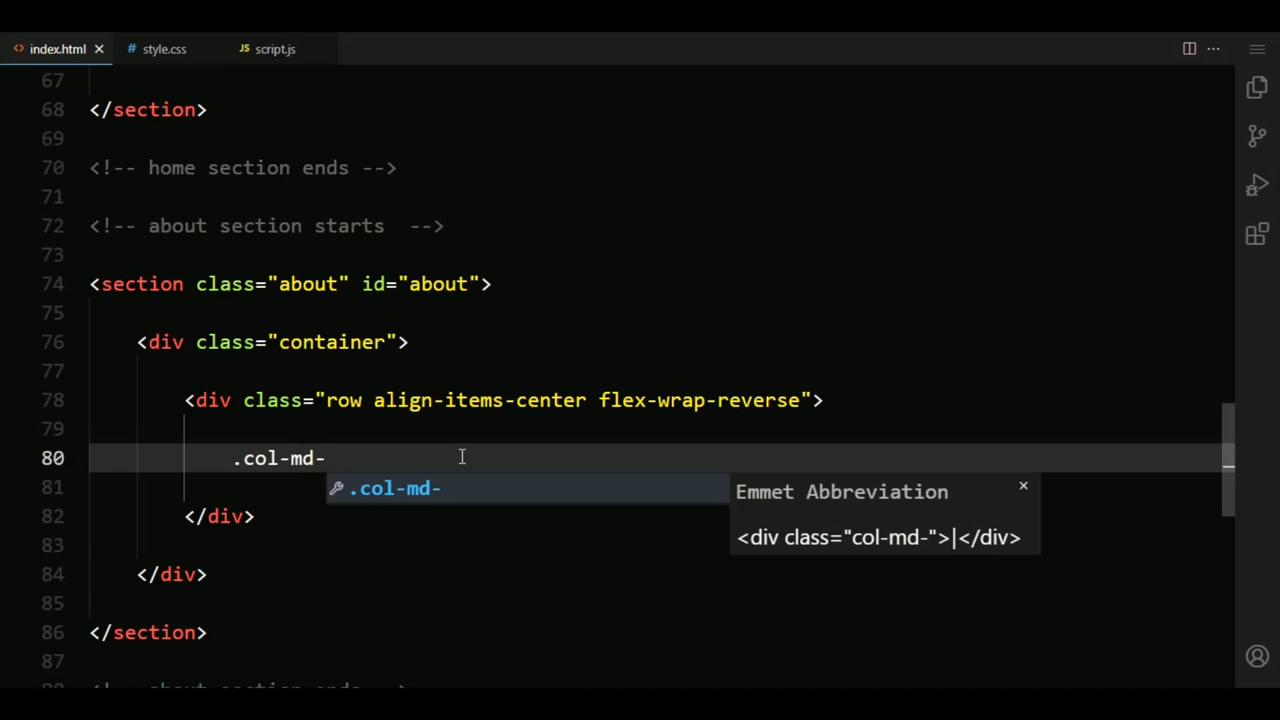 index.html
style.css
JS script.js
67
68 </section>
69
70 <!-- home section ends -->
71
72 <!-- about section starts  -->
73
74 <section class="about" id="about">
75
76 <div class="container">
77
78 <div class="row align-items-center flex-wrap-reverse">
79
80 .col-md-
.col-md-
Emmet Abbreviation
<div class="col-md-">|</div>
81
82 </div>
83
84 </div>
85
86 </section>
87
<!-- about section ends -->